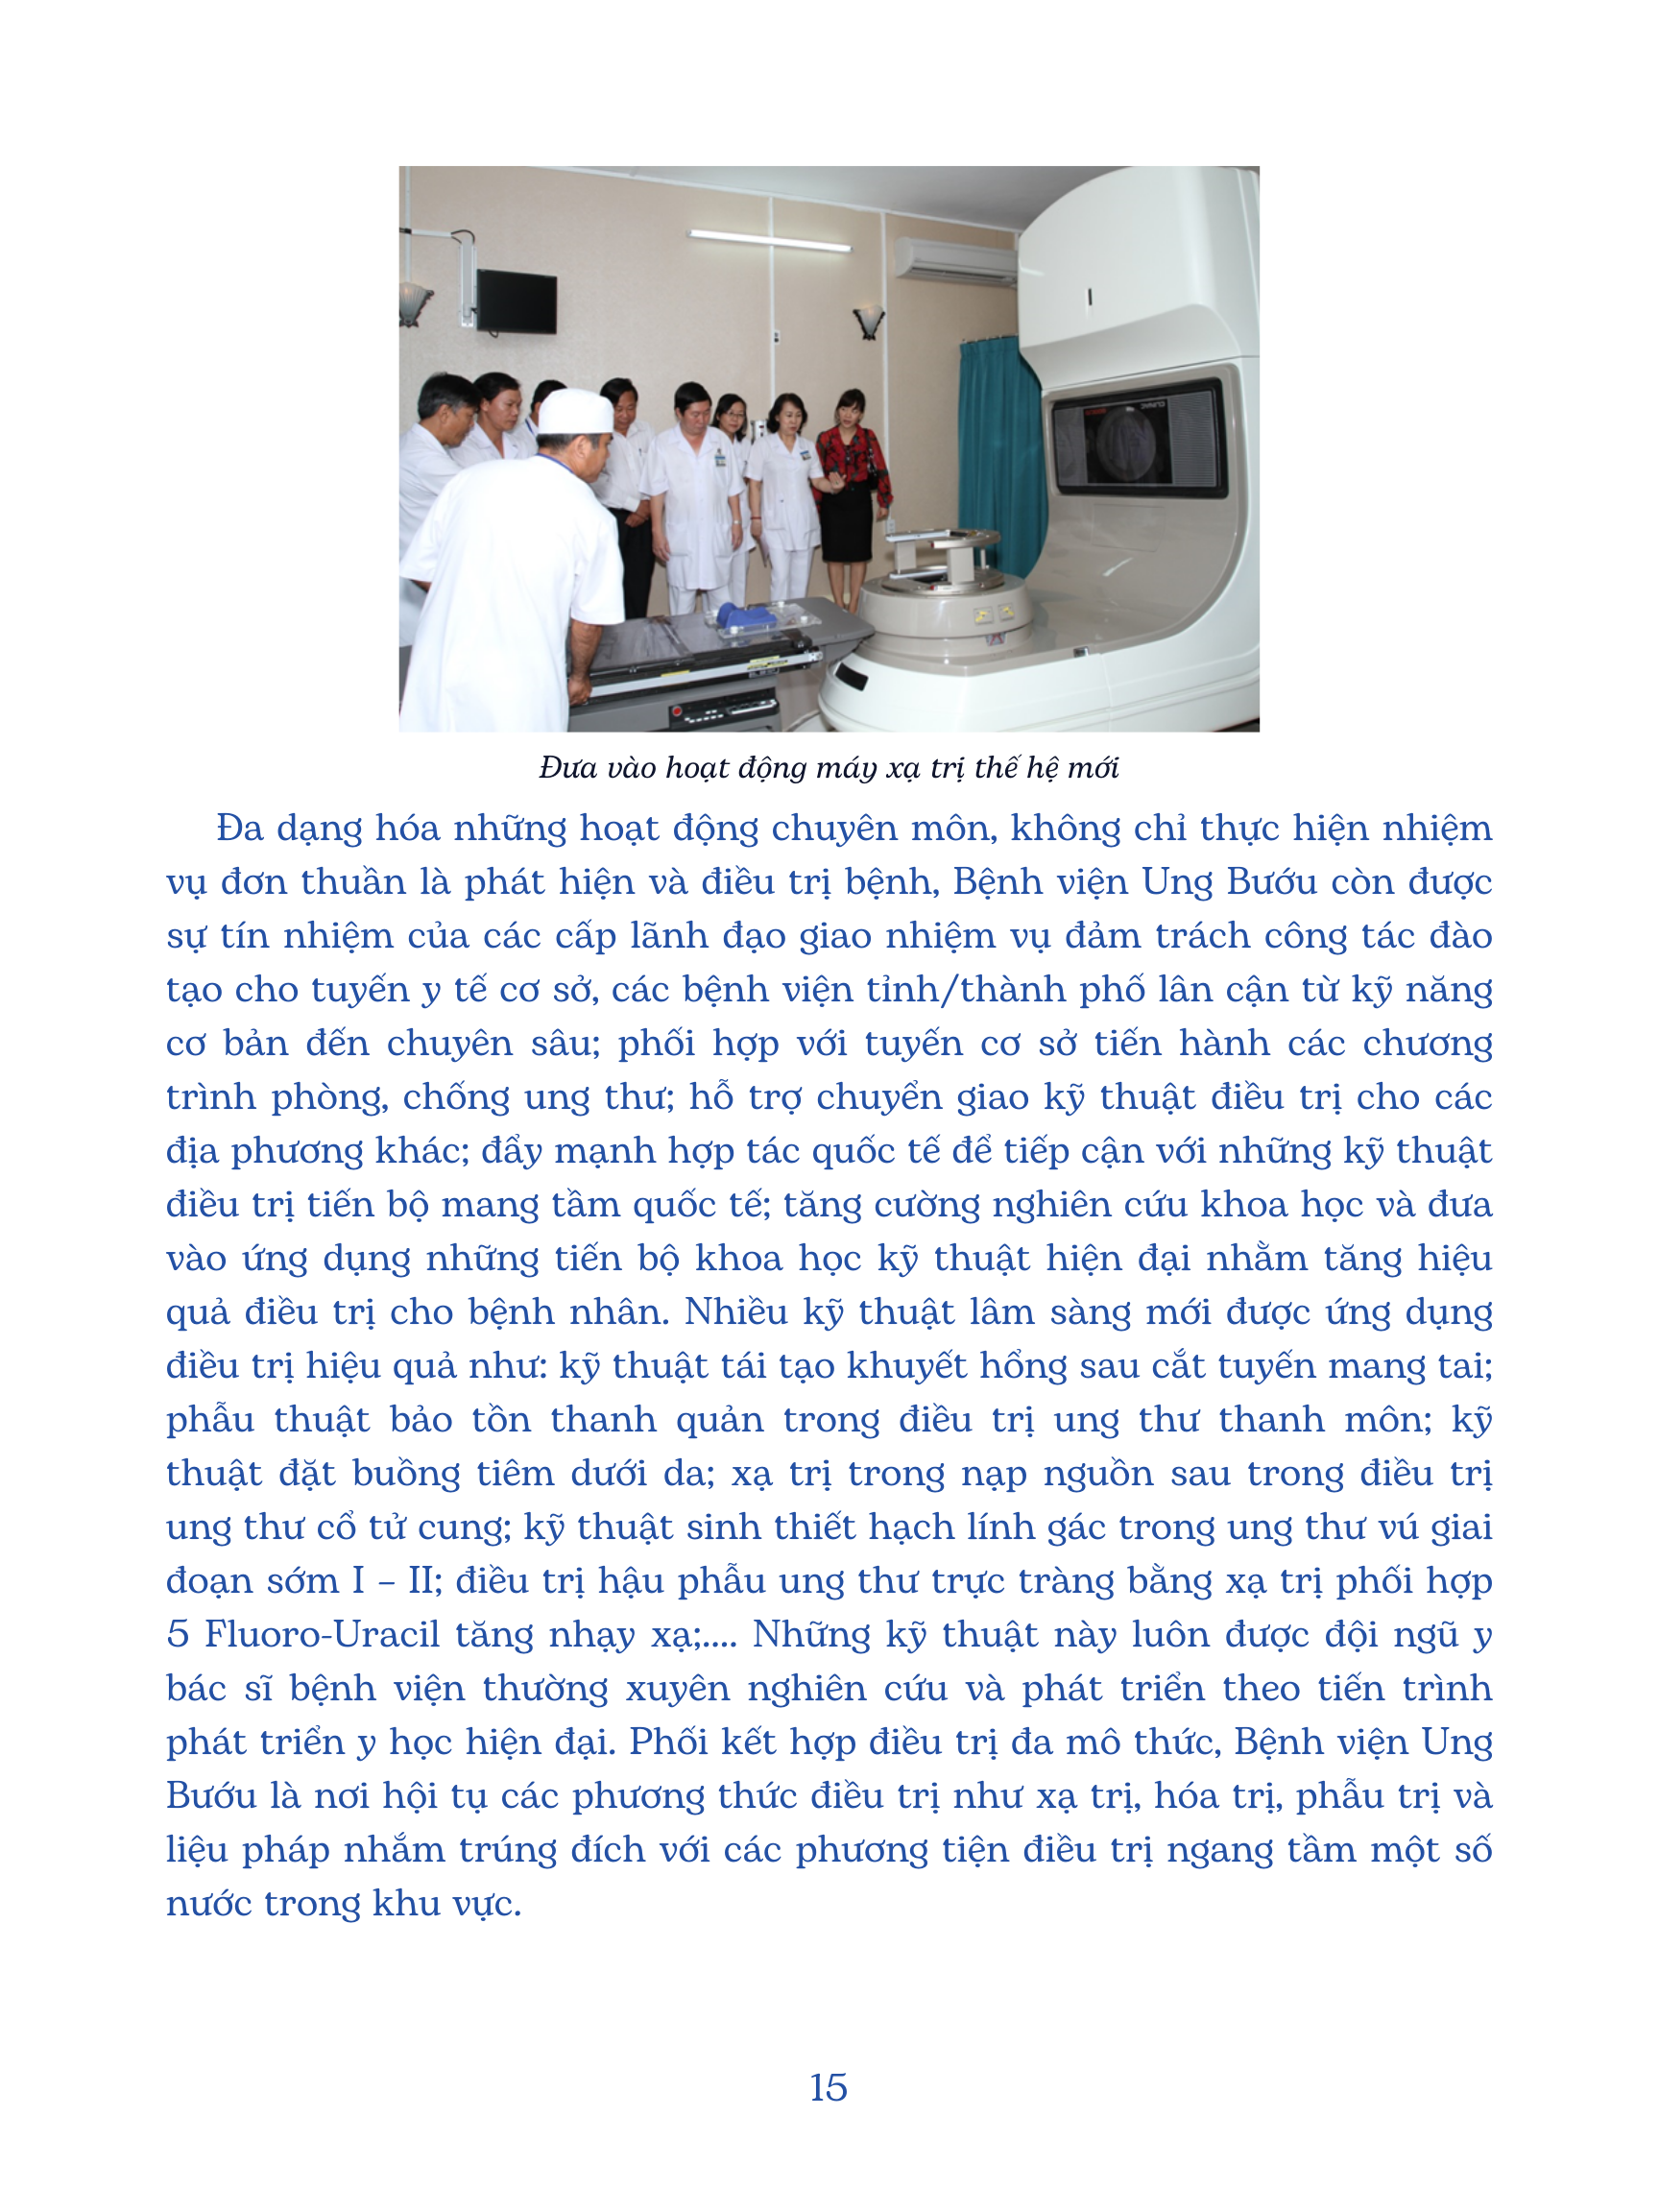 Đưa vào hoạt động máy xạ trị thế hệ mới
Đa dạng hóa những hoạt động chuyên môn, không chỉ thực hiện nhiệm
vụ đơn thuần là phát hiện và điều trị bệnh, Bệnh viện Ung Bướu còn được
sự tín nhiệm của các cấp lãnh đạo giao nhiệm vụ đảm trách công tác đào
tạo cho tuyến y tế cơ sở, các bệnh viện tỉnh/thành phố lân cận từ kỹ năng
cơ bản đến chuyên sâu; phối hợp với tuyến cơ sở tiến hành các chương
trình phòng, chống ung thư; hỗ trợ chuyển giao kỹ thuật điều trị cho các
địa phương khác; đẩy mạnh hợp tác quốc tế để tiếp cận với những kỹ thuật
điều trị tiến bộ mang tầm quốc tế; tăng cường nghiên cứu khoa học và đưa
vào ứng dụng những tiến bộ khoa học kỹ thuật hiện đại nhằm tăng hiệu
quả điều trị cho bệnh nhân. Nhiều kỹ thuật lâm sàng mới được ứng dụng
điều trị hiệu quả như: kỹ thuật tái tạo khuyết hổng sau cắt tuyến mang tai;
phẫu thuật bảo tồn thanh quản trong điều trị ung thư thanh môn; kỹ
thuật đặt buồng tiêm dưới da; xạ trị trong nạp nguồn sau trong điều trị
ung thư cổ tử cung; kỹ thuật sinh thiết hạch lính gác trong ung thư vú giai
đoạn sớm I – II; điều trị hậu phẫu ung thư trực tràng bằng xạ trị phối hợp
5 Fluoro-Uracil tăng nhạy xạ;.... Những kỹ thuật này luôn được đội ngũ y
bác sĩ bệnh viện thường xuyên nghiên cứu và phát triển theo tiến trình
phát triển y học hiện đại. Phối kết hợp điều trị đa mô thức, Bệnh viện Ung
Bướu là nơi hội tụ các phương thức điều trị như xạ trị, hóa trị, phẫu trị và
liệu pháp nhắm trúng đích với các phương tiện điều trị ngang tầm một số
nước trong khu vực.
15